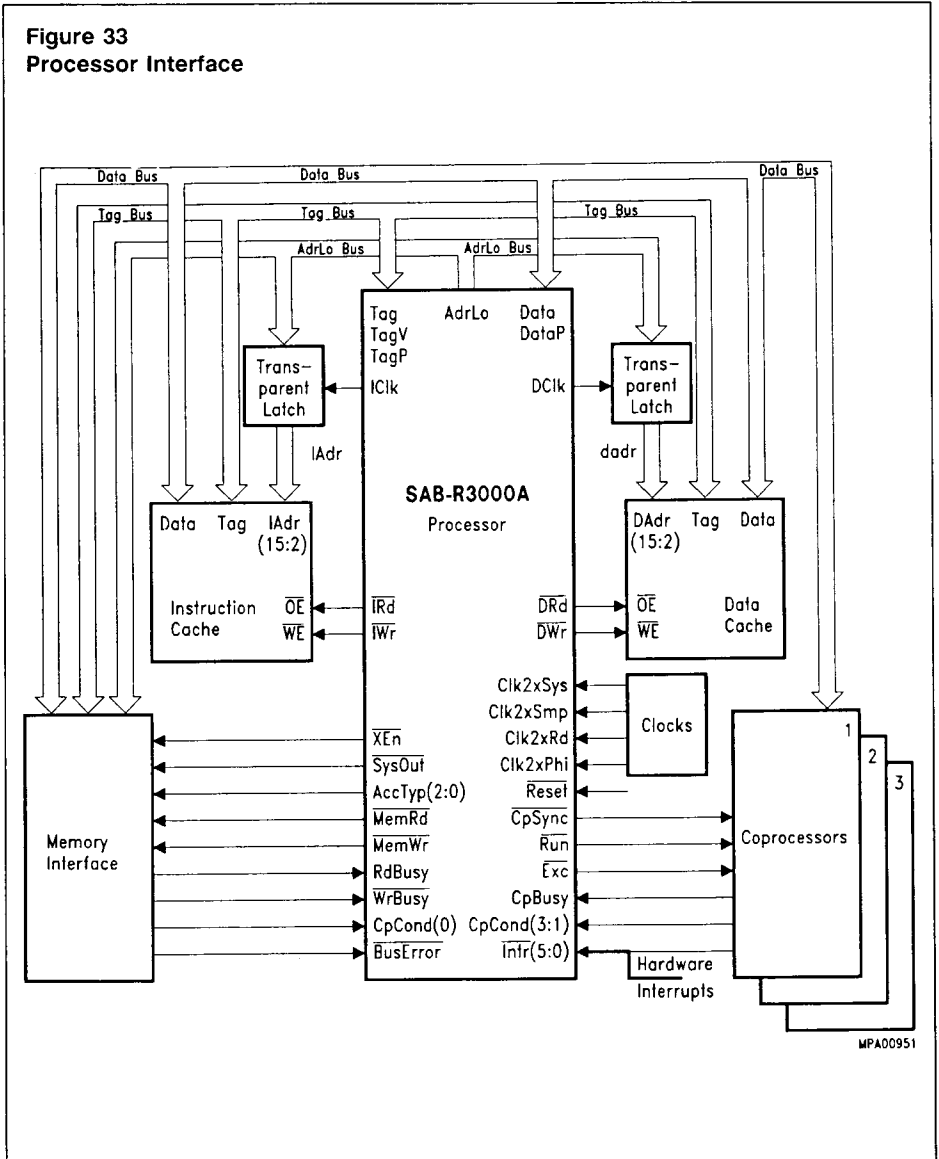 Figure 33
Processor Interface
Data Bus
Data Bus
Data Bus
Tag Bus
Tag Bus
Tag Bus
AdrLo Bus
AdrLo Bus
Tag
TagV
TagP
AdrLo
Data
DataP
Trans-
parent
Latch
IClk
DClk
Trans-
parent
Latch
IAdr
dadr
SAB-R3000A
Processor
Data Tag IAdr
(15:2)
Instruction
Cache
OE
WE
IRd
IWr
DRd
DWr
DAdr Tag Data
(15:2)
OE
WE
Data
Cache
Clk2xSys
Clk2xSmp
Clk2xRd
Clk2xPhi
Clocks
Reset
CpSync
Run
Exc
CpBusy
CpCond(3:1)
Intr(5:0)
Hardware
Interrupts
Memory
Interface
XEn
SysOut
AccTyp(2:0)
MemRd
MemWr
RdBusy
WrBusy
CpCond(0)
BusError
Coprocessors
1
2
3
MPA00951